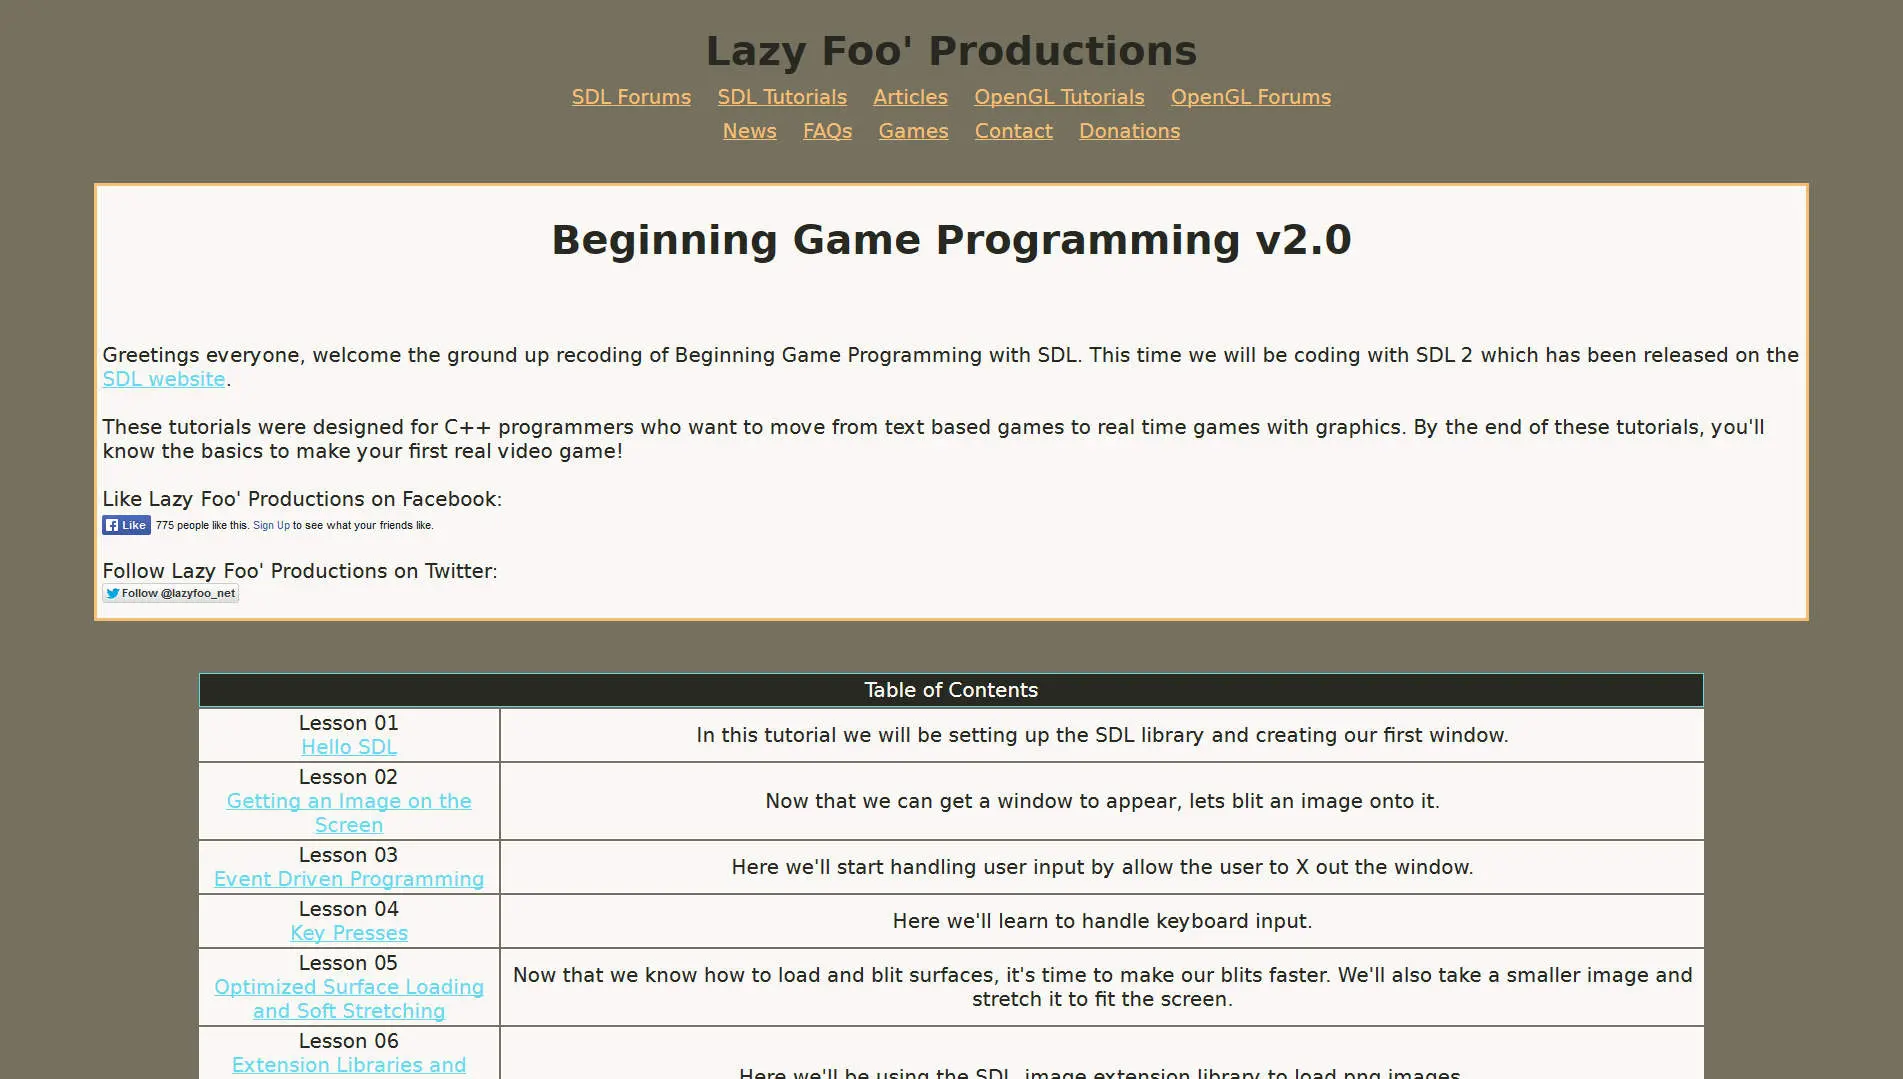 Lazy Foo' Productions
SDL Forums SDL Tutorials Articles OpenGL Tutorials OpenGL Forums
News FAQs Games Contact Donations
Beginning Game Programming v2.0
Greetings everyone, welcome the ground up recoding of Beginning Game Programming with SDL. This time we will be coding with SDL 2 which has been released on the
SDL website.
These tutorials were designed for C++ programmers who want to move from text based games to real time games with graphics. By the end of these tutorials, you'll
know the basics to make your first real video game!
Like Lazy Foo' Productions on Facebook:
Like 775 people like this. Sign Up to see what your friends like.
Follow Lazy Foo' Productions on Twitter:
Follow @lazyfoo_net
Table of Contents
Lesson 01
Hello SDL
In this tutorial we will be setting up the SDL library and creating our first window.
Lesson 02
Getting an Image on the
Screen
Now that we can get a window to appear, lets blit an image onto it.
Lesson 03
Event Driven Programming
Here we'll start handling user input by allow the user to X out the window.
Lesson 04
Key Presses
Here we'll learn to handle keyboard input.
Lesson 05
Optimized Surface Loading
and Soft Stretching
Now that we know how to load and blit surfaces, it's time to make our blits faster. We'll also take a smaller image and
stretch it to fit the screen.
Lesson 06
Extension Libraries and
Here we'll be using the SDL_image extension library to load png images.